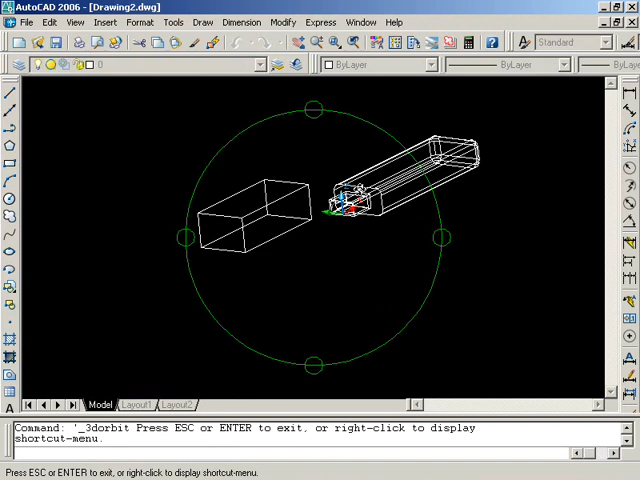 AutoCAD 2006 - [Drawing2.dwg]
File Edit View Insert Format Tools Draw Dimension Modify Express Window Help
Standard
0 ByLayer ByLayer
Model Layout1 Layout2
Command: '_3dorbit Press ESC or ENTER to exit, or right-click to display
shortcut-menu.
Press ESC or ENTER to exit, or right-click to display shortcut-menu.